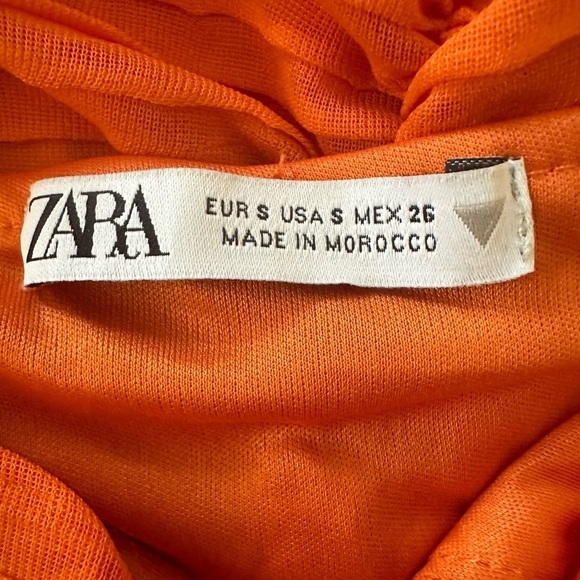 ZARA
EUR S USA S MEX 26
MADE IN MOROCCO